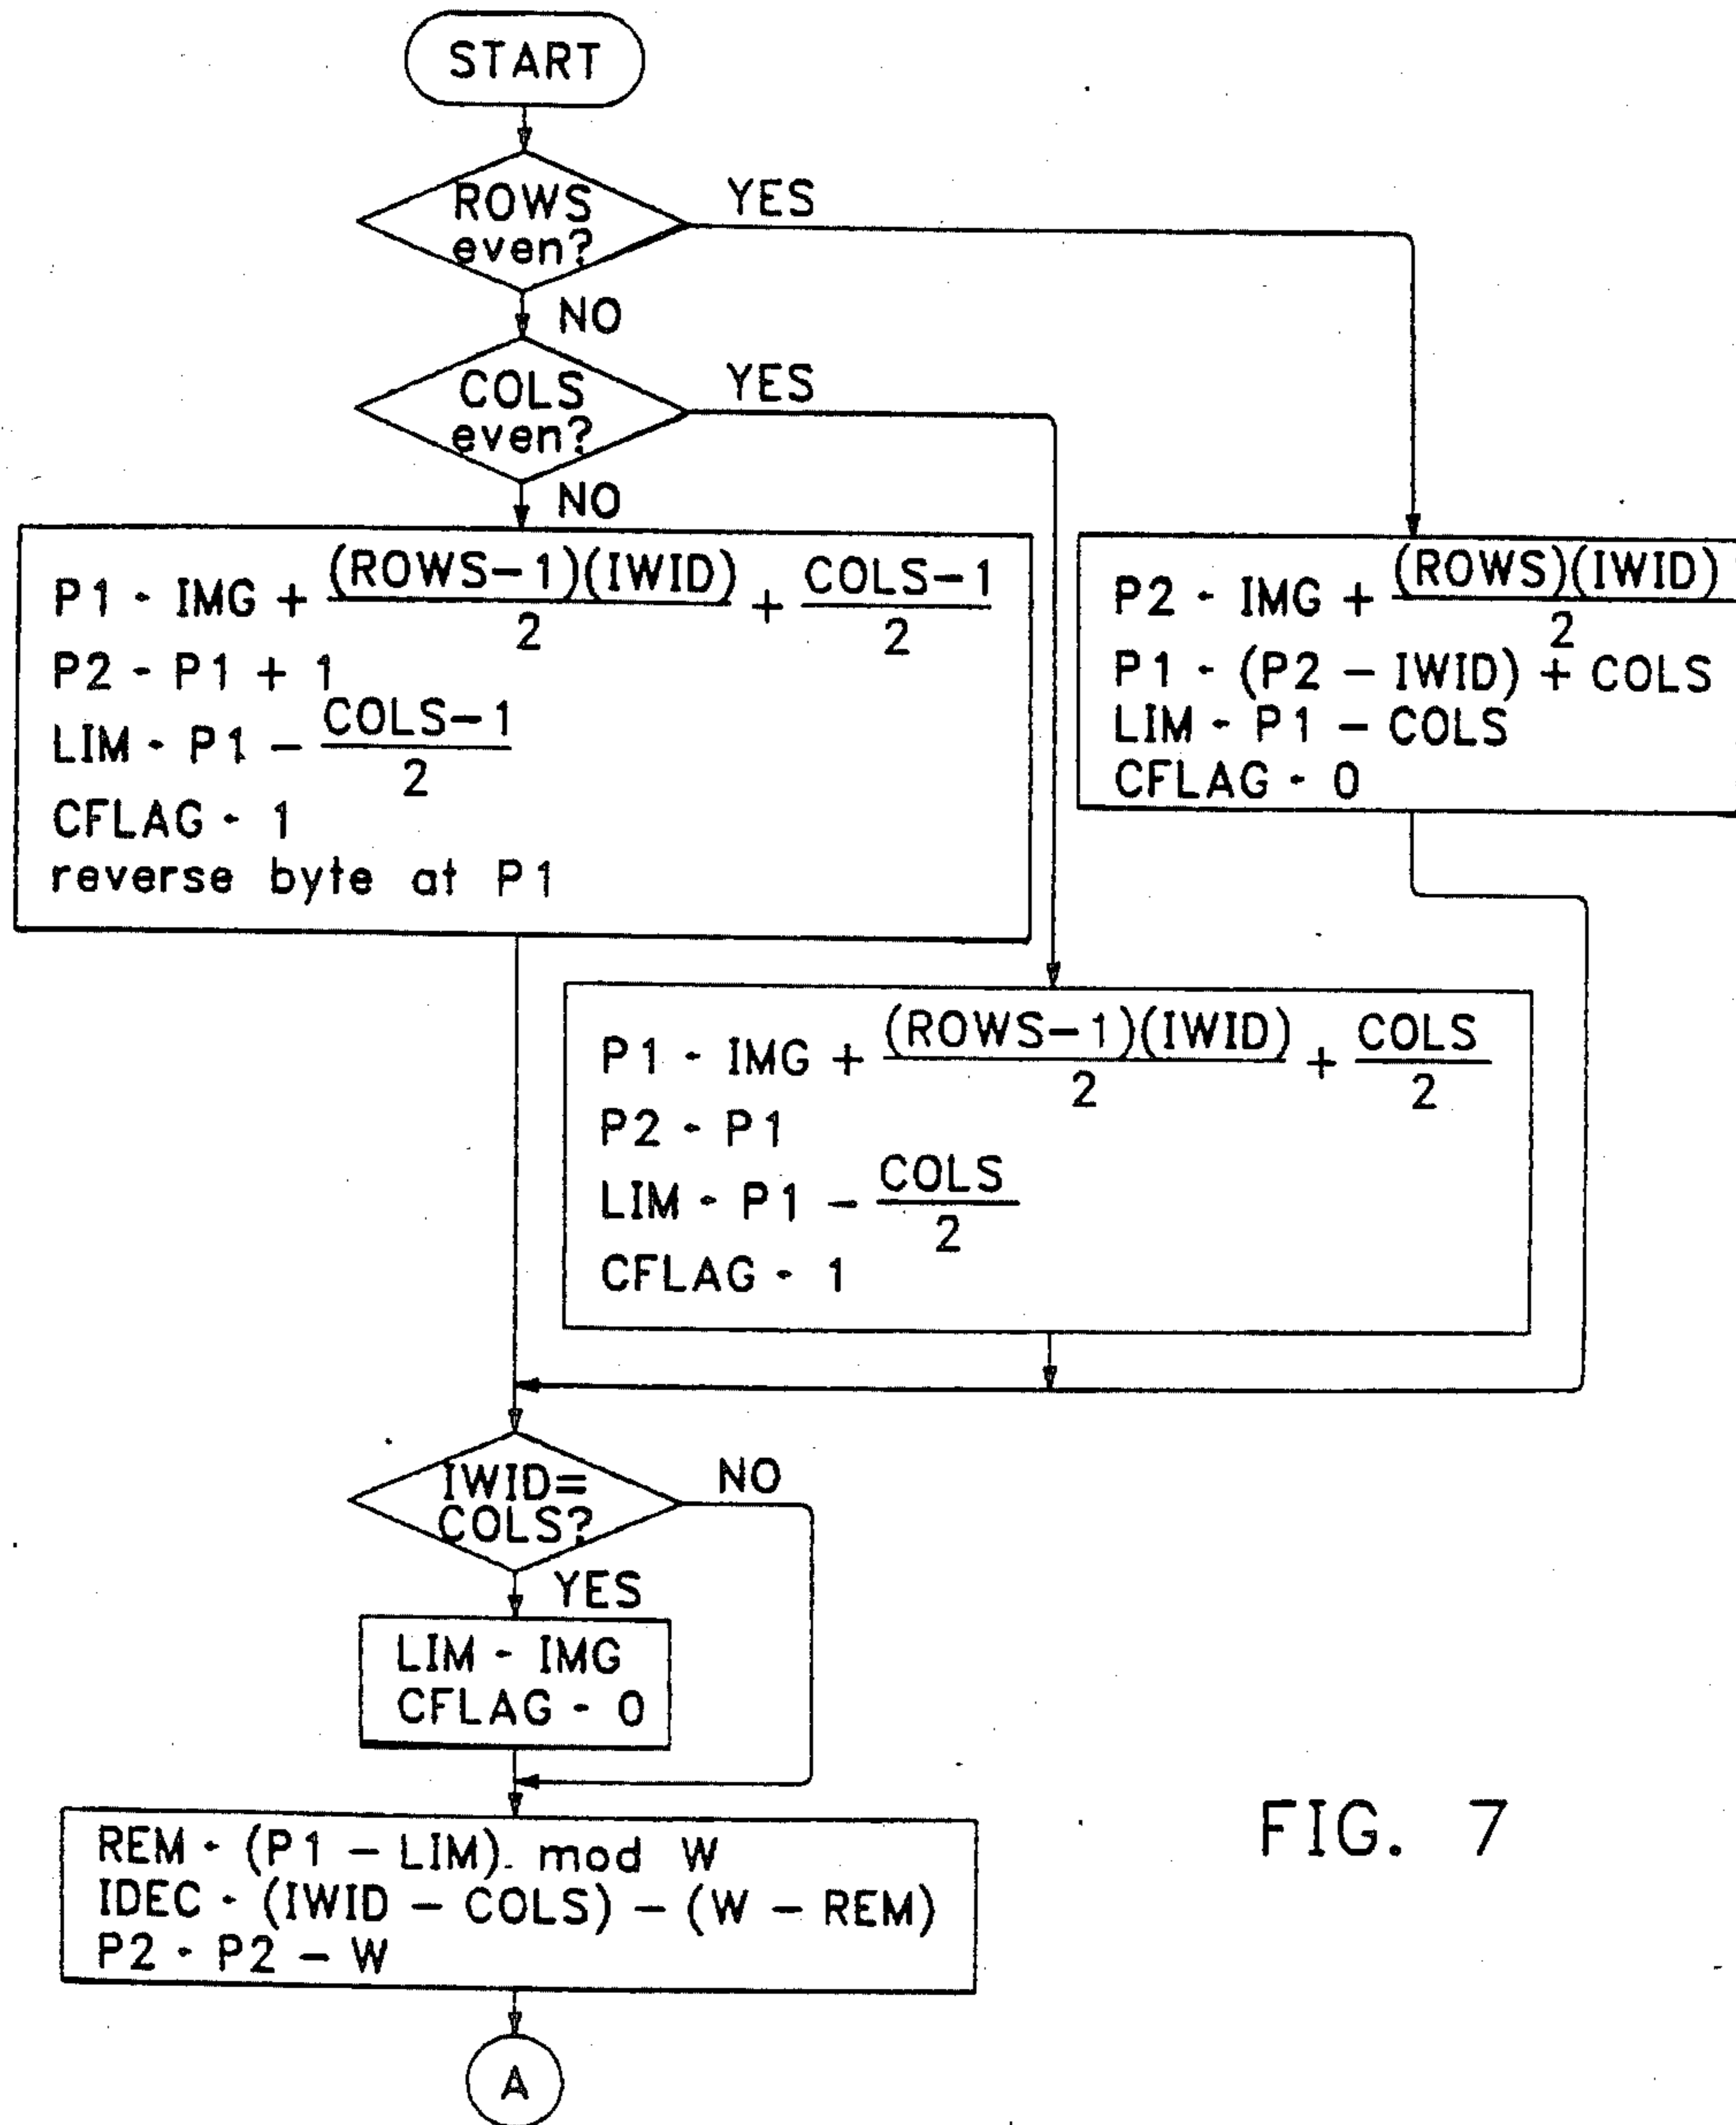 START
ROWS
even?
YES
NO
COLS
even?
YES
NO
P1 - IMG + (ROWS-1)(IWID)/2 + COLS-1/2
P2 - P1 + 1
LIM - P1 - COLS-1/2
CFLAG - 1
reverse byte at P1
P2 - IMG + (ROWS)(IWID)/2
P1 - (P2 - IWID) + COLS
LIM - P1 - COLS
CFLAG - 0
P1 - IMG + (ROWS-1)(IWID)/2 + COLS/2
P2 - P1
LIM - P1 - COLS/2
CFLAG - 1
IWID=
COLS?
NO
YES
LIM - IMG
CFLAG - 0
REM - (P1 - LIM) mod W
IDEC - (IWID - COLS) - (W - REM)
P2 - P2 - W
A
FIG. 7